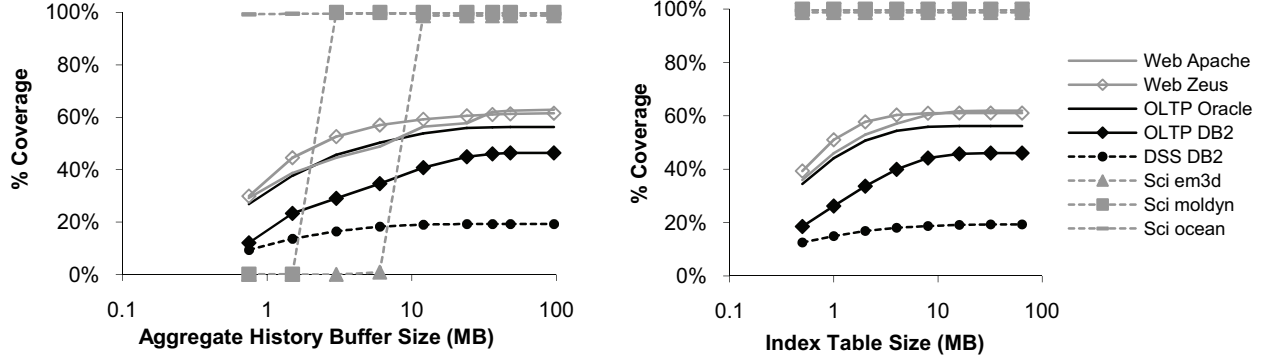 % Coverage
100%
80%
60%
40%
20%
0%
0.1 1 10 100
Aggregate History Buffer Size (MB)
% Coverage
100%
80%
60%
40%
20%
0%
0.1 1 10 100
Index Table Size (MB)
Web Apache
Web Zeus
OLTP Oracle
OLTP DB2
DSS DB2
Sci em3d
Sci moldyn
Sci ocean